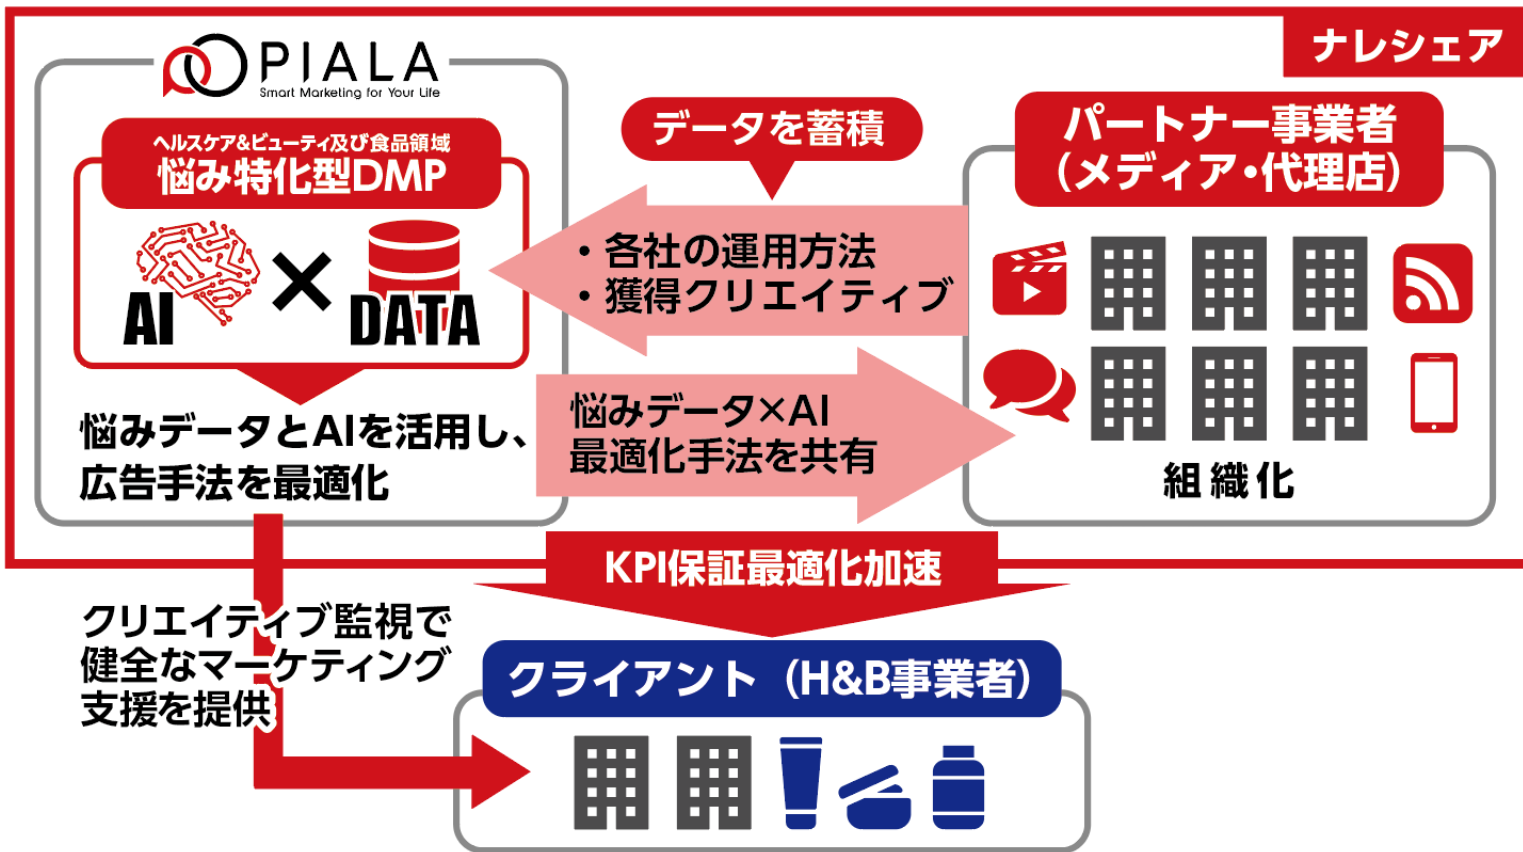 ナレシェア
PIALA
Smart Marketing for Your Life
ヘルスケア&ビューティ及び食品領域
悩み特化型DMP
AI × DATA
悩みデータとAIを活用し、
広告手法を最適化
データを蓄積
・各社の運用方法
・獲得クリエイティブ
悩みデータ×AI
最適化手法を共有
パートナー事業者
(メディア・代理店)
組織化
KPI保証最適化加速
クリエイティブ監視で
健全なマーケティング
支援を提供
クライアント(H&B事業者)